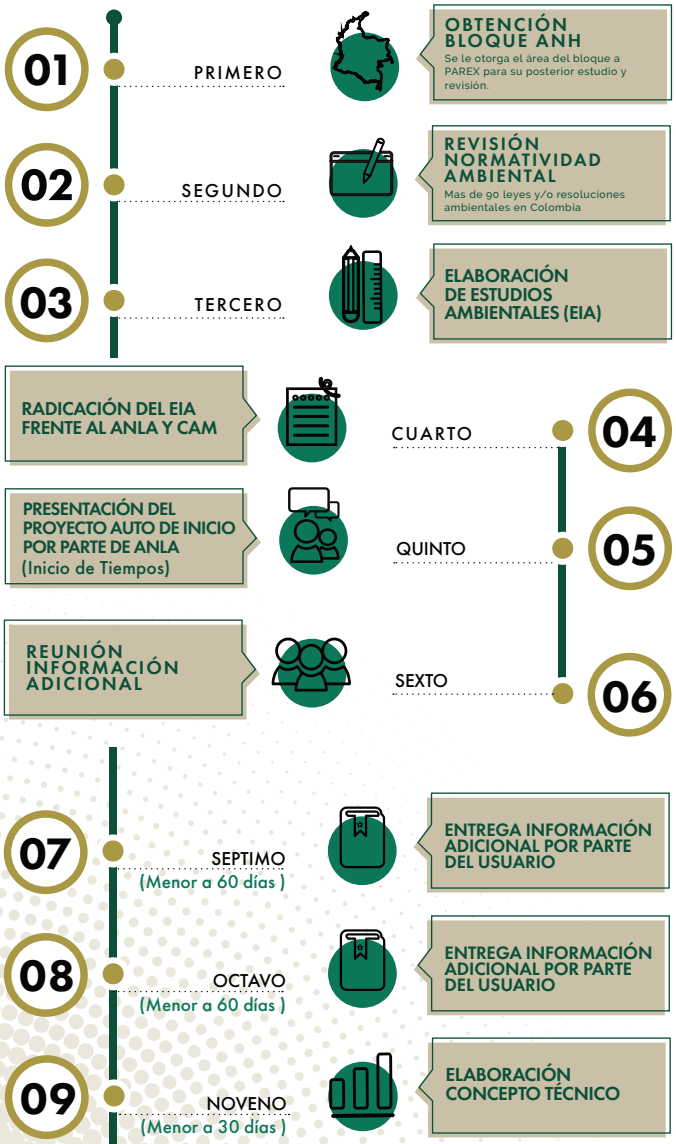 01
PRIMERO
OBTENCIÓN
BLOQUE ANH
Se le otorga el área del bloque a
PAREX para su posterior estudio y
revisión.
02
SEGUNDO
REVISIÓN
NORMATIVIDAD
AMBIENTAL
Mas de 90 leyes y/o resoluciones
ambientales en Colombia
03
TERCERO
ELABORACIÓN
DE ESTUDIOS
AMBIENTALES (EIA)
RADICACIÓN DEL EIA
FRENTE AL ANLA Y CAM
CUARTO
04
PRESENTACIÓN DEL
PROYECTO AUTO DE INICIO
POR PARTE DE ANLA
(Inicio de Tiempos)
QUINTO
05
REUNIÓN
INFORMACIÓN
ADICIONAL
SEXTO
06
07
SEPTIMO
(Menor a 60 días )
ENTREGA INFORMACIÓN
ADICIONAL POR PARTE
DEL USUARIO
08
OCTAVO
(Menor a 60 días )
ENTREGA INFORMACIÓN
ADICIONAL POR PARTE
DEL USUARIO
09
NOVENO
(Menor a 30 días )
ELABORACIÓN
CONCEPTO TÉCNICO